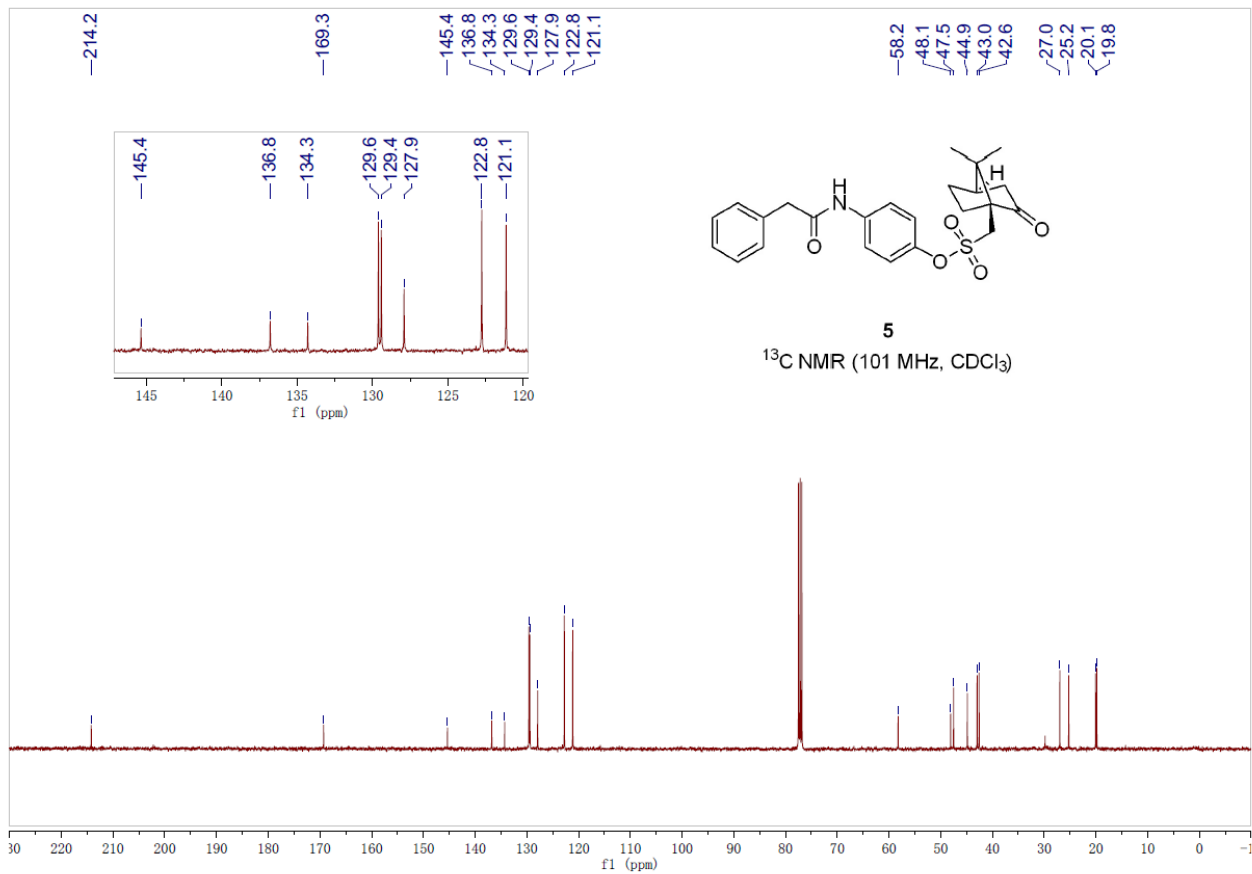 214.2
169.3
145.4
136.8
134.3
129.6
129.4
127.9
122.8
121.1
58.2
48.1
47.5
44.9
43.0
42.6
27.0
25.2
20.1
19.8
145.4
136.8
134.3
129.6
129.4
127.9
122.8
121.1
145 140 135 130 125 120
f1 (ppm)
H
N
O
H
O
S
O
O
O
5
¹³C NMR (101 MHz, CDCl₃)
30 220 210 200 190 180 170 160 150 140 130 120 110 100 90 80 70 60 50 40 30 20 10 0 -1
f1 (ppm)